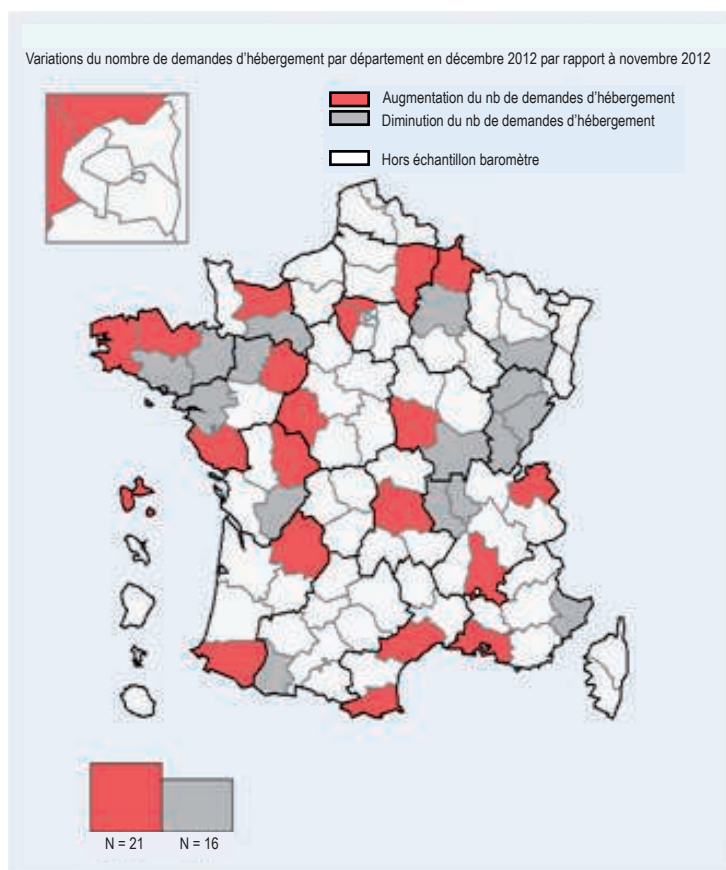 Variations du nombre de demandes d'hébergement par département en décembre 2012 par rapport à novembre 2012
Augmentation du nb de demandes d'hébergement
Diminution du nb de demandes d'hébergement
Hors échantillon baromètre
N = 21
N = 16